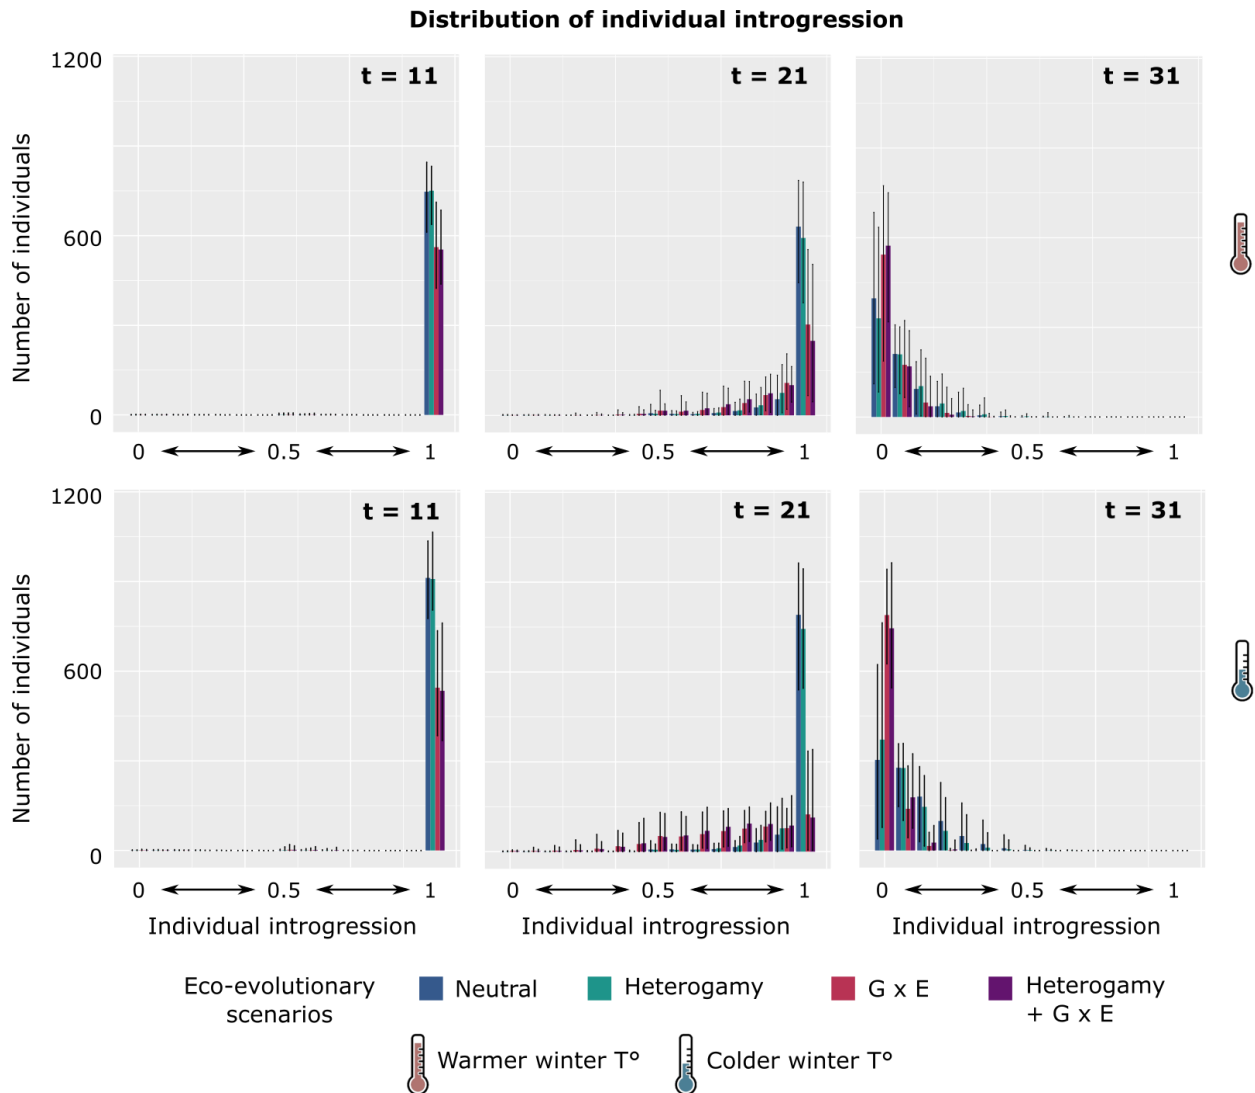 Distribution of individual introgression
1200
600
0
Number of individuals
t = 11
t = 21
t = 31
0 0.5 1
0 0.5 1
0 0.5 1
1200
600
0
Number of individuals
t = 11
t = 21
t = 31
0 0.5 1
0 0.5 1
0 0.5 1
Individual introgression
Individual introgression
Individual introgression
Eco-evolutionary
scenarios
Neutral
Heterogamy
G x E
Heterogamy
+ G x E
Warmer winter T°
Colder winter T°